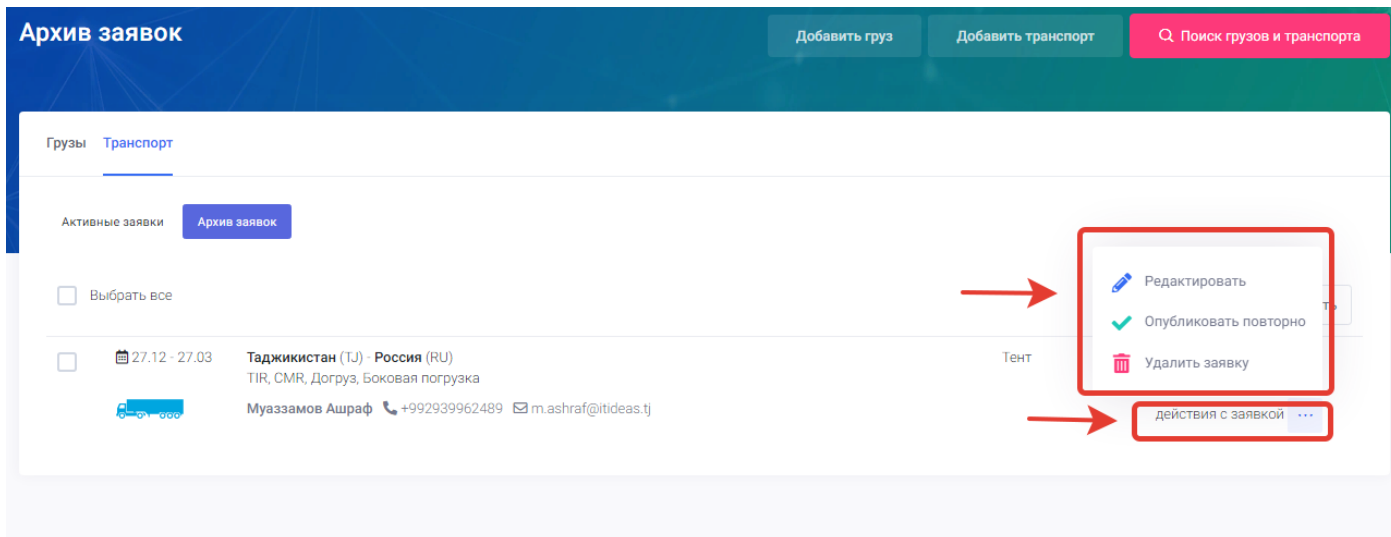 Архив заявок
Добавить груз
Добавить транспорт
Поиск грузов и транспорта
Грузы
Транспорт
Активные заявки
Архив заявок
Выбрать все
Редактировать
Опубликовать повторно
Удалить заявку
27.12 - 27.03
Таджикистан (TJ) - Россия (RU)
Тент
TIR, CMR, Догруз, Боковая погрузка
Муаззамов Ашраф +992939962489 m.ashraf@itideas.tj
действия с заявкой ...